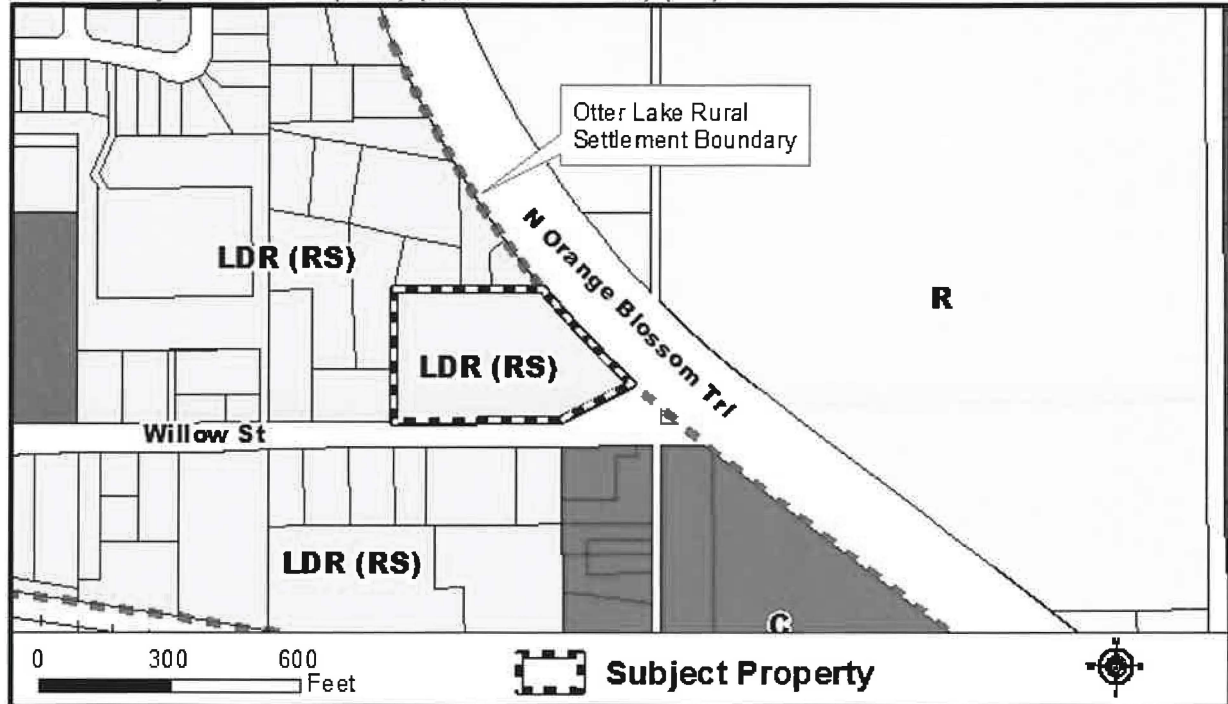 Otter Lake Rural
Settlement Boundary
N Orange Blossom Trl
LDR (RS)
R
LDR (RS)
Willow St
LDR (RS)
C
0 300 600
Feet
Subject Property
N